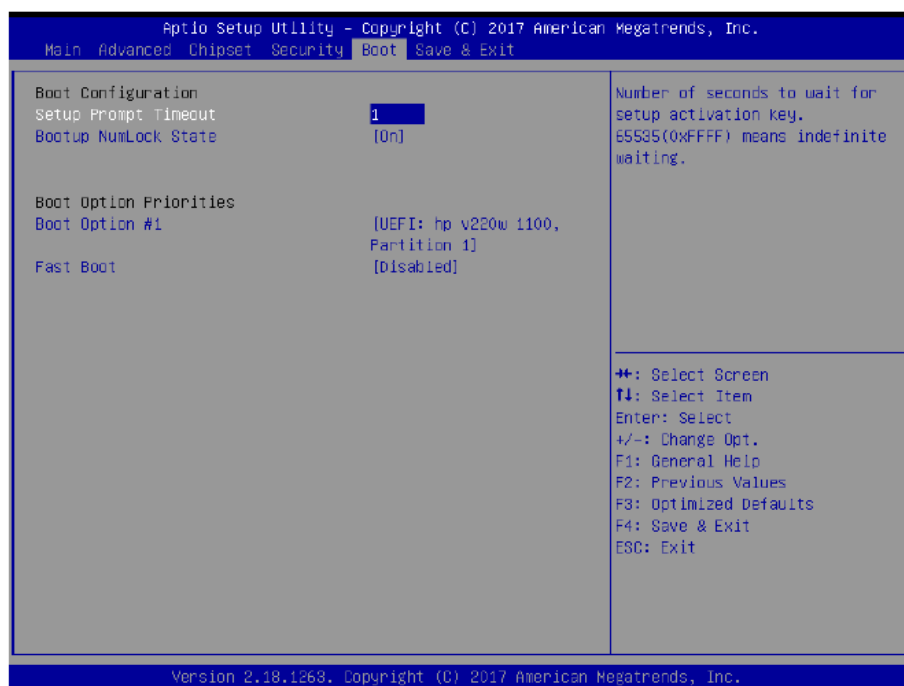 Aptio Setup Utility - Copyright (C) 2017 American Megatrends, Inc.
Main Advanced Chipset Security Boot Save & Exit
Boot Configuration
Setup Prompt Timeout 1
Bootup NumLock State [On]
Boot Option Priorities
Boot Option #1 [UEFI: hp v220w 1100,
Partition 1]
Fast Boot [Disabled]
Number of seconds to wait for
setup activation key.
65535(0xFFFF) means indefinite
waiting.
→←: Select Screen
↑↓: Select Item
Enter: Select
+/-: Change Opt.
F1: General Help
F2: Previous Values
F3: Optimized Defaults
F4: Save & Exit
ESC: Exit
Version 2.18.1263. Copyright (C) 2017 American Megatrends, Inc.